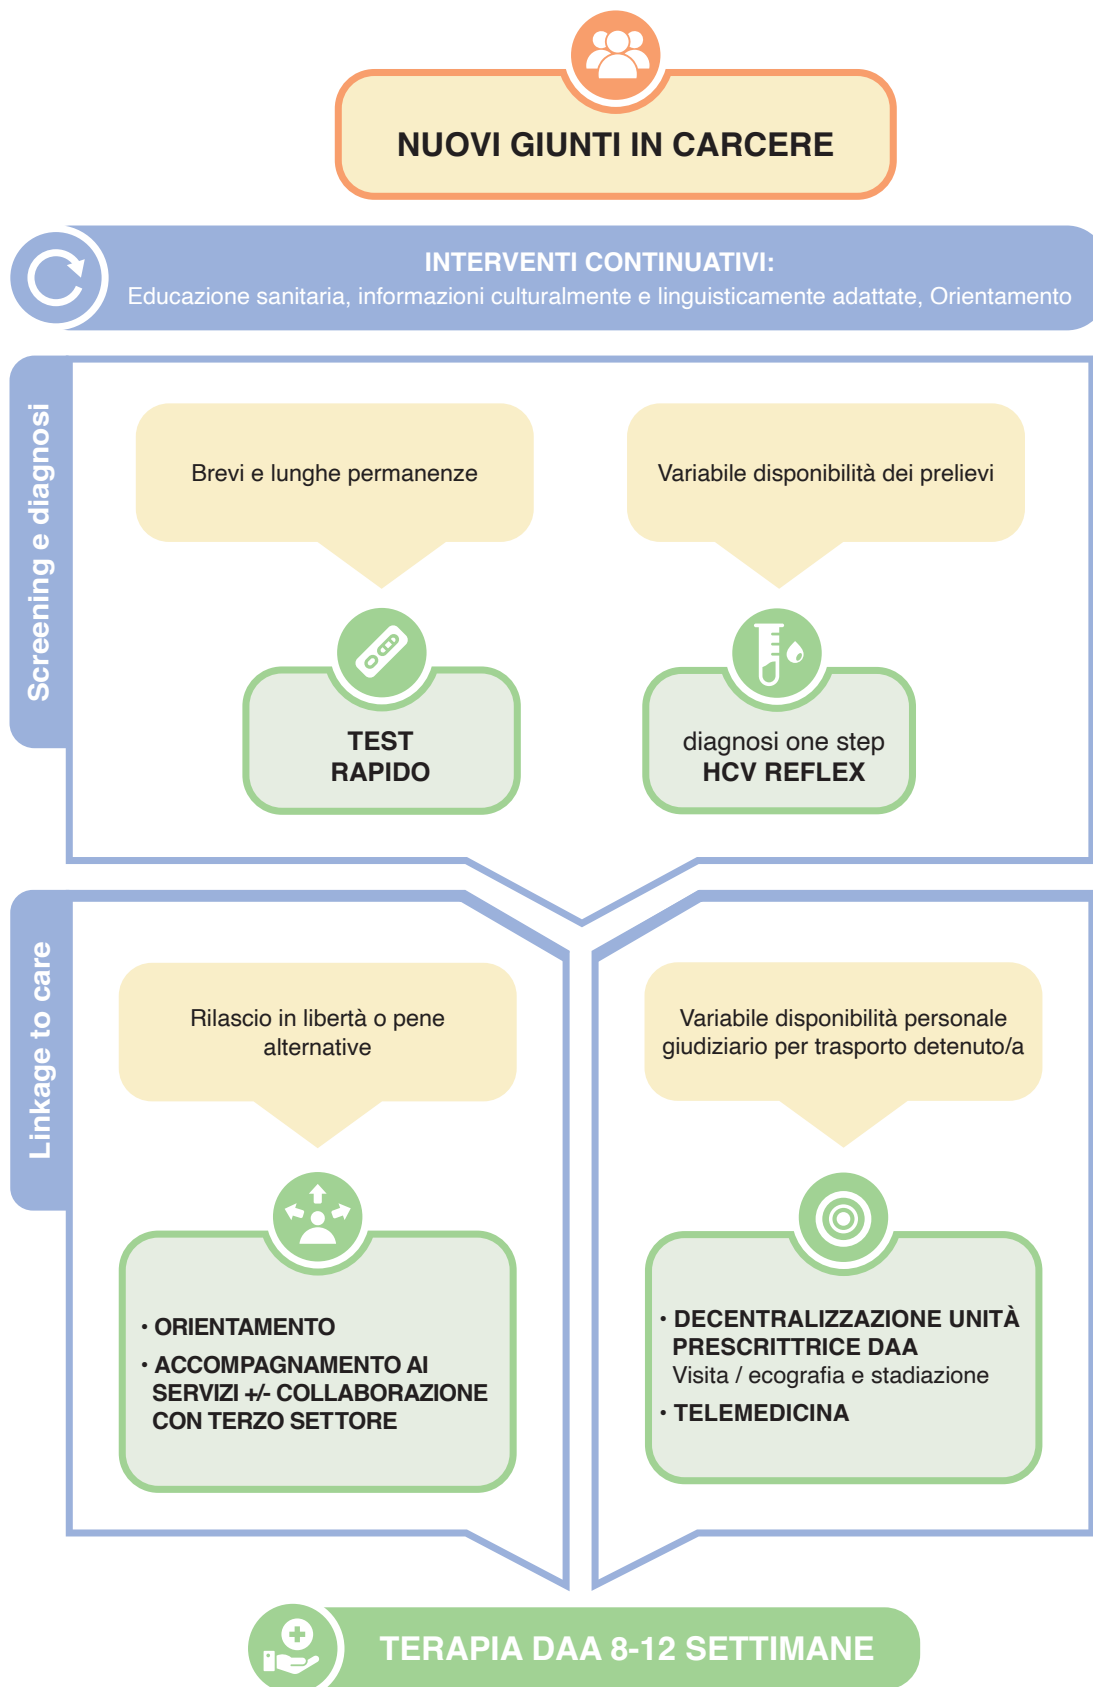 NUOVI GIUNTI IN CARCERE
INTERVENTI CONTINUATIVI:
Educazione sanitaria, informazioni culturalmente e linguisticamente adattate, Orientamento
Screening e diagnosi
Brevi e lunghe permanenze
Variabile disponibilità dei prelievi
TEST
RAPIDO
diagnosi one step
HCV REFLEX
Linkage to care
Rilascio in libertà o pene
alternative
Variabile disponibilità personale
giudiziario per trasporto detenuto/a
• ORIENTAMENTO
• ACCOMPAGNAMENTO AI
SERVIZI +/- COLLABORAZIONE
CON TERZO SETTORE
• DECENTRALIZZAZIONE UNITÀ
PRESCRITTRICE DAA
Visita / ecografia e stadiazione
• TELEMEDICINA
TERAPIA DAA 8-12 SETTIMANE